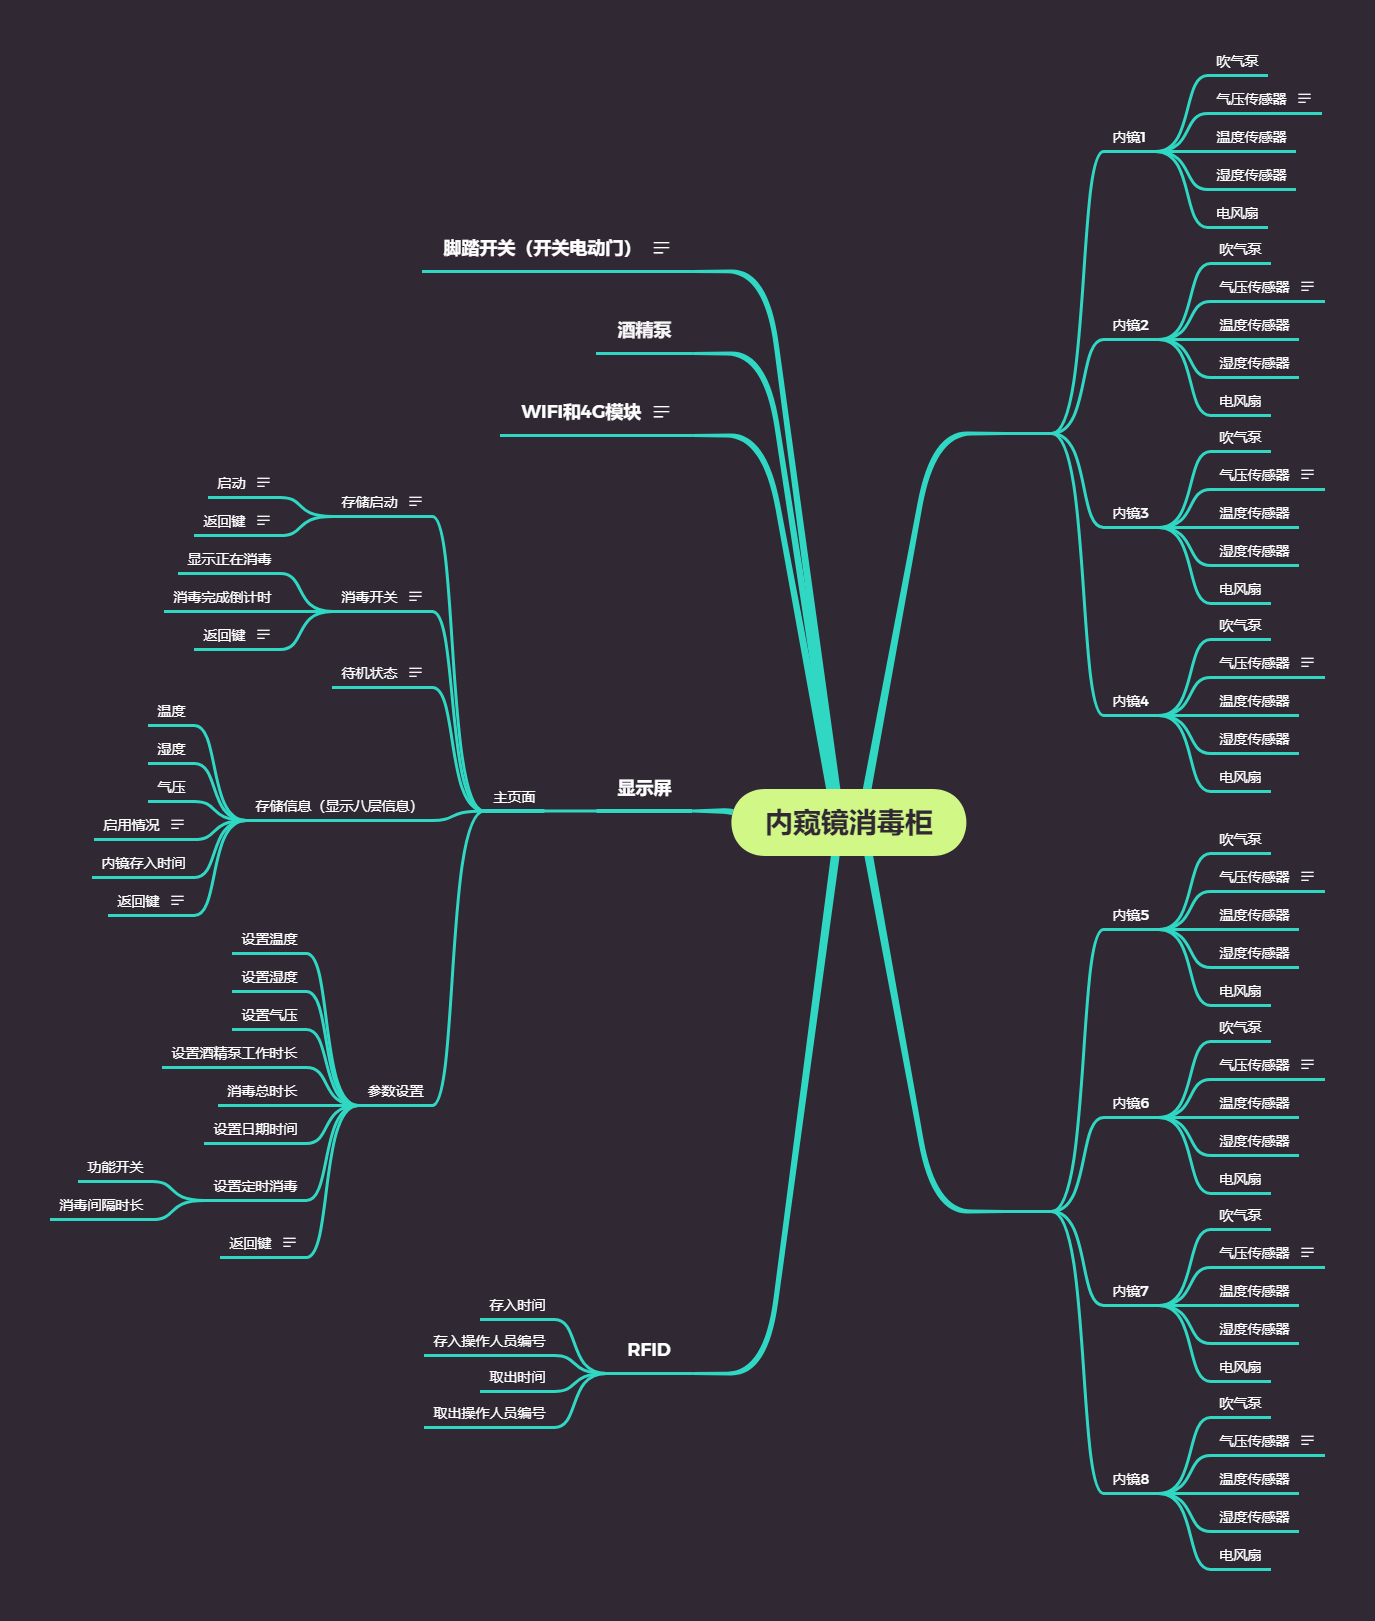 内窥镜消毒柜
内镜1
吹气泵
气压传感器
温度传感器
湿度传感器
电风扇
内镜2
吹气泵
气压传感器
温度传感器
湿度传感器
电风扇
内镜3
吹气泵
气压传感器
温度传感器
湿度传感器
电风扇
内镜4
吹气泵
气压传感器
温度传感器
湿度传感器
电风扇
内镜5
吹气泵
气压传感器
温度传感器
湿度传感器
电风扇
内镜6
吹气泵
气压传感器
温度传感器
湿度传感器
电风扇
内镜7
吹气泵
气压传感器
温度传感器
湿度传感器
电风扇
内镜8
吹气泵
气压传感器
温度传感器
湿度传感器
电风扇
脚踏开关（开关电动门）
酒精泵
WIFI和4G模块
显示屏
主页面
存储启动
启动
返回键
消毒开关
显示正在消毒
消毒完成倒计时
返回键
待机状态
存储信息（显示八层信息）
温度
湿度
气压
启用情况
内镜存入时间
返回键
参数设置
设置温度
设置湿度
设置气压
设置酒精泵工作时长
消毒总时长
设置日期时间
设置定时消毒
功能开关
消毒间隔时长
返回键
RFID
存入时间
存入操作人员编号
取出时间
取出操作人员编号